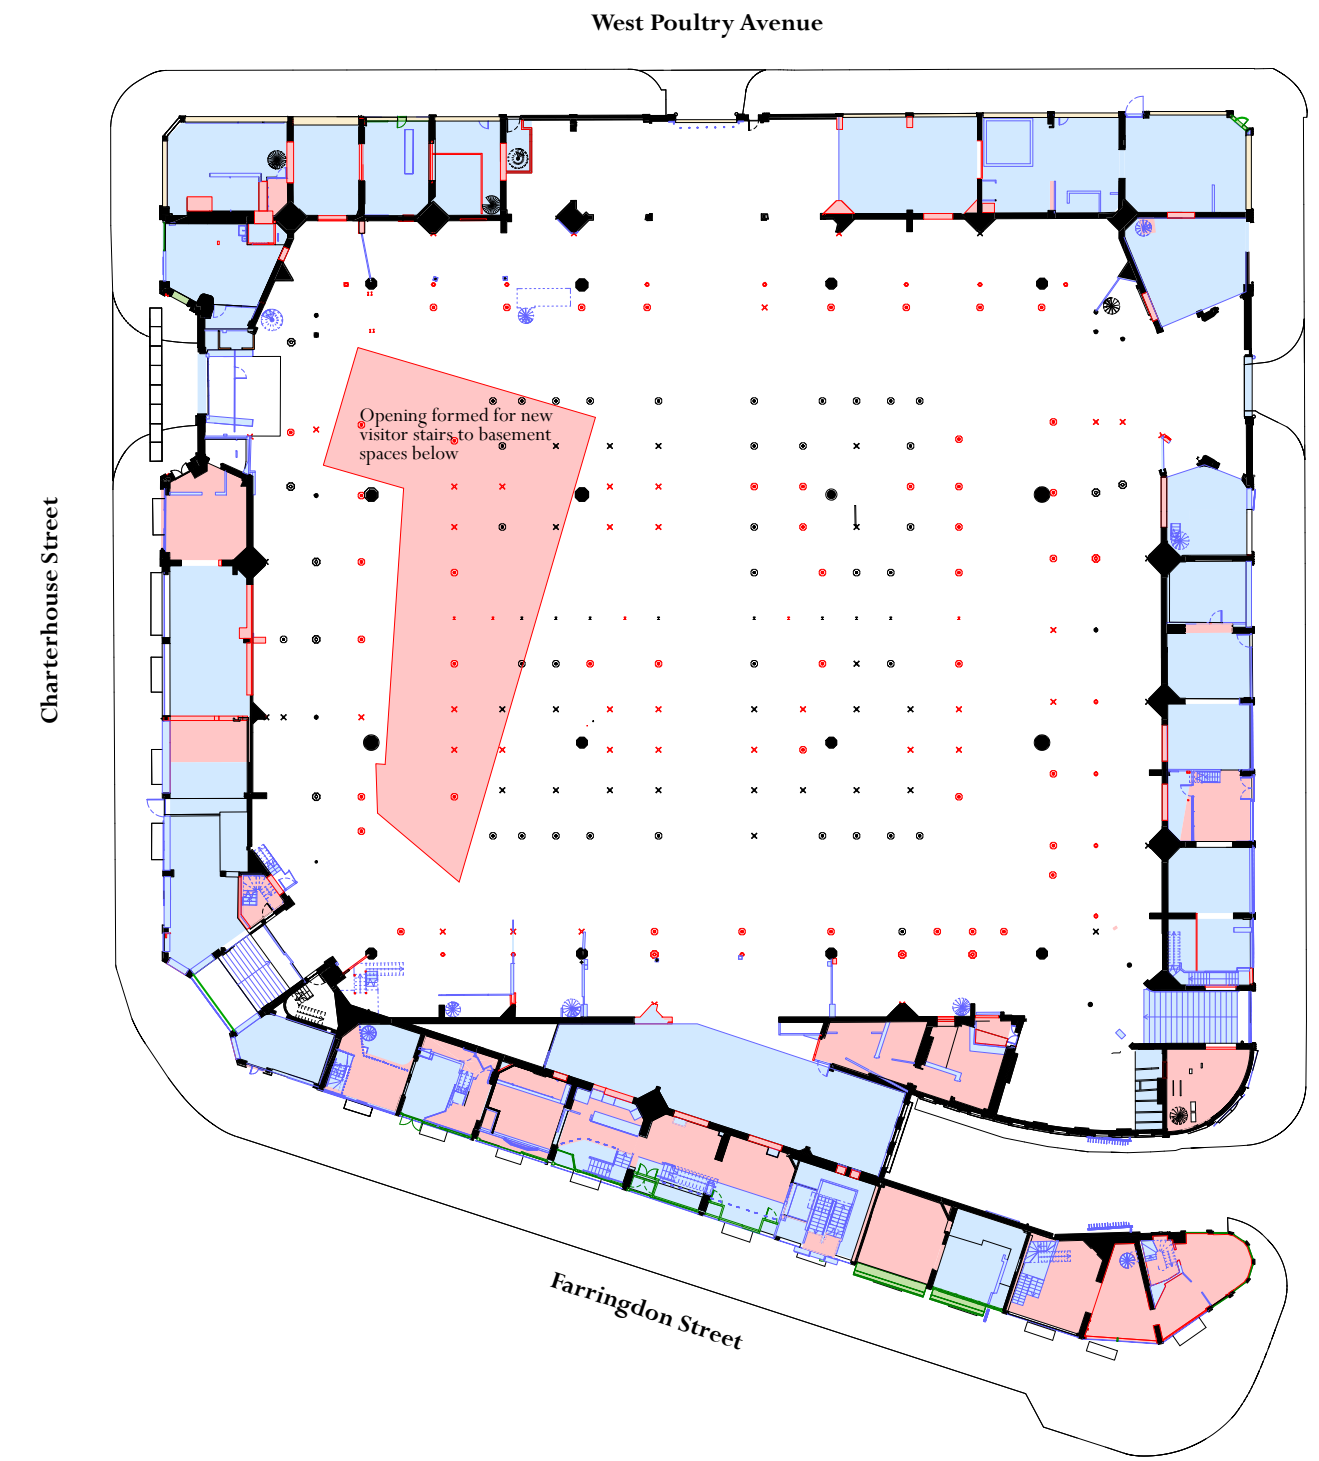 West Poultry Avenue
Opening formed for new
visitor stairs to basement
spaces below
Charterhouse Street
Farringdon Street